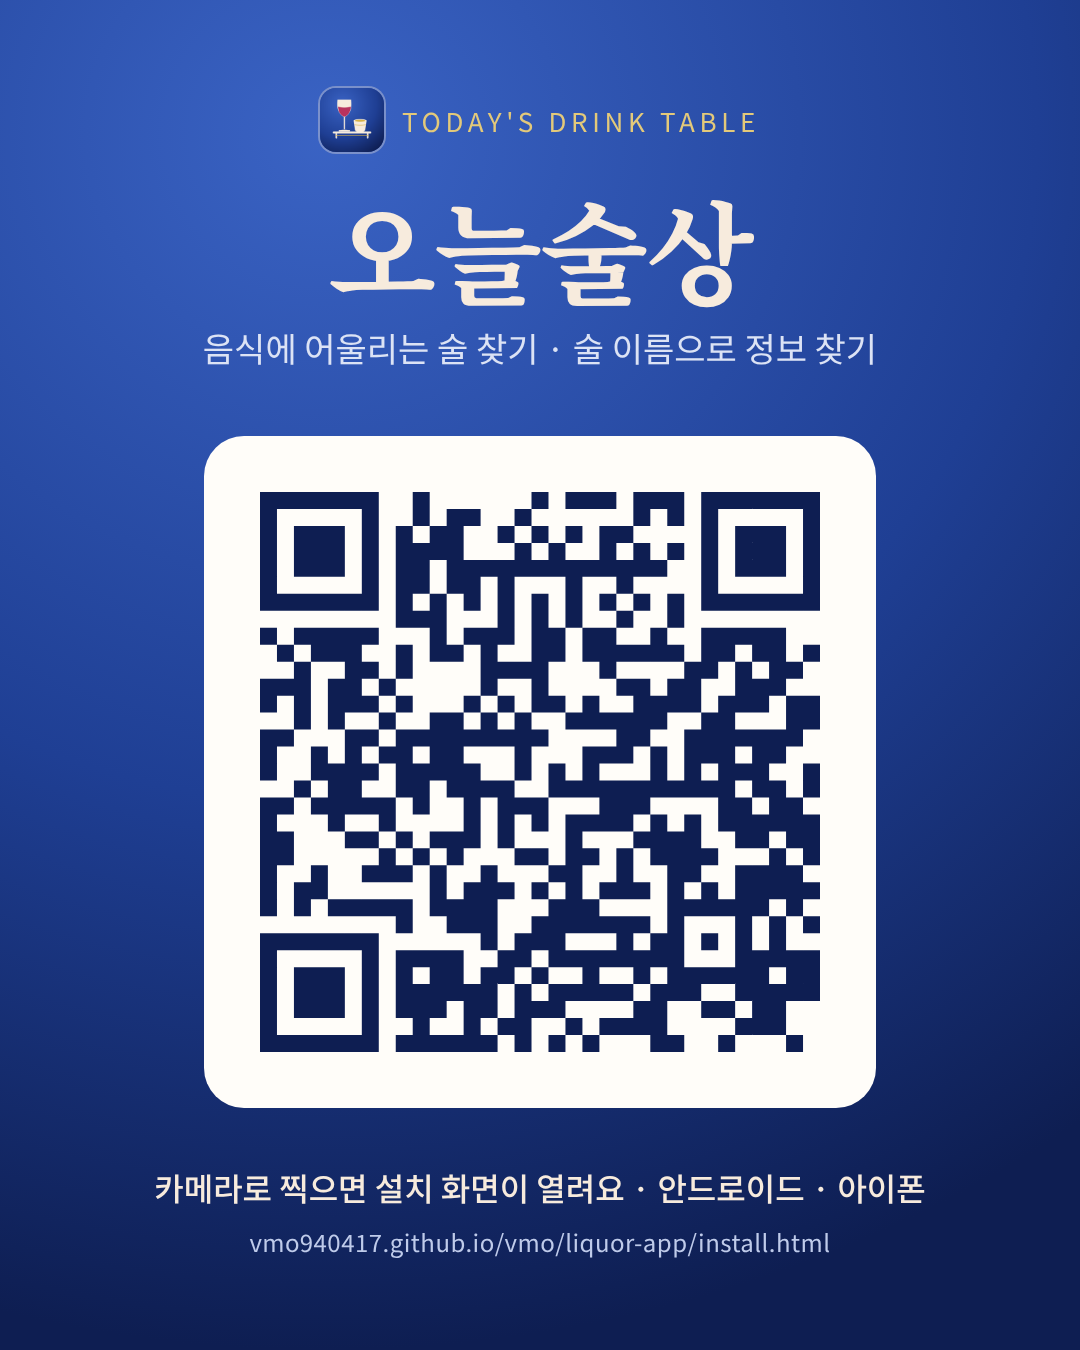 TODAY'S DRINK TABLE
오늘술상
음식에 어울리는 술 찾기 · 술 이름으로 정보 찾기
카메라로 찍으면 설치 화면이 열려요 · 안드로이드 · 아이폰
vmo940417.github.io/vmo/liquor-app/install.html